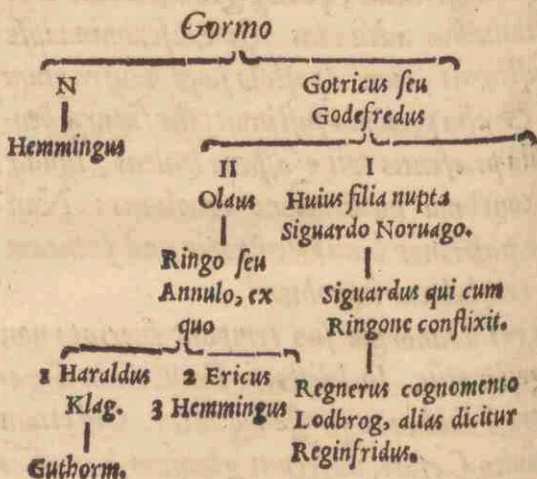 Gormo
N
Hemmingus
Gotricus ſeu
Godefredus
II
Olaus
Ringo ſeu
Annulo, ex
quo
1 Haraldus
Klag.
Guthorm.
2 Ericus
3 Hemmingus
I
Huius filia nupta
Siguardo Noruago.
Siguardus qui cum
Ringone conflixit.
Regnerus cognomento
Lodbrog, alias dicitur
Reginfridus.